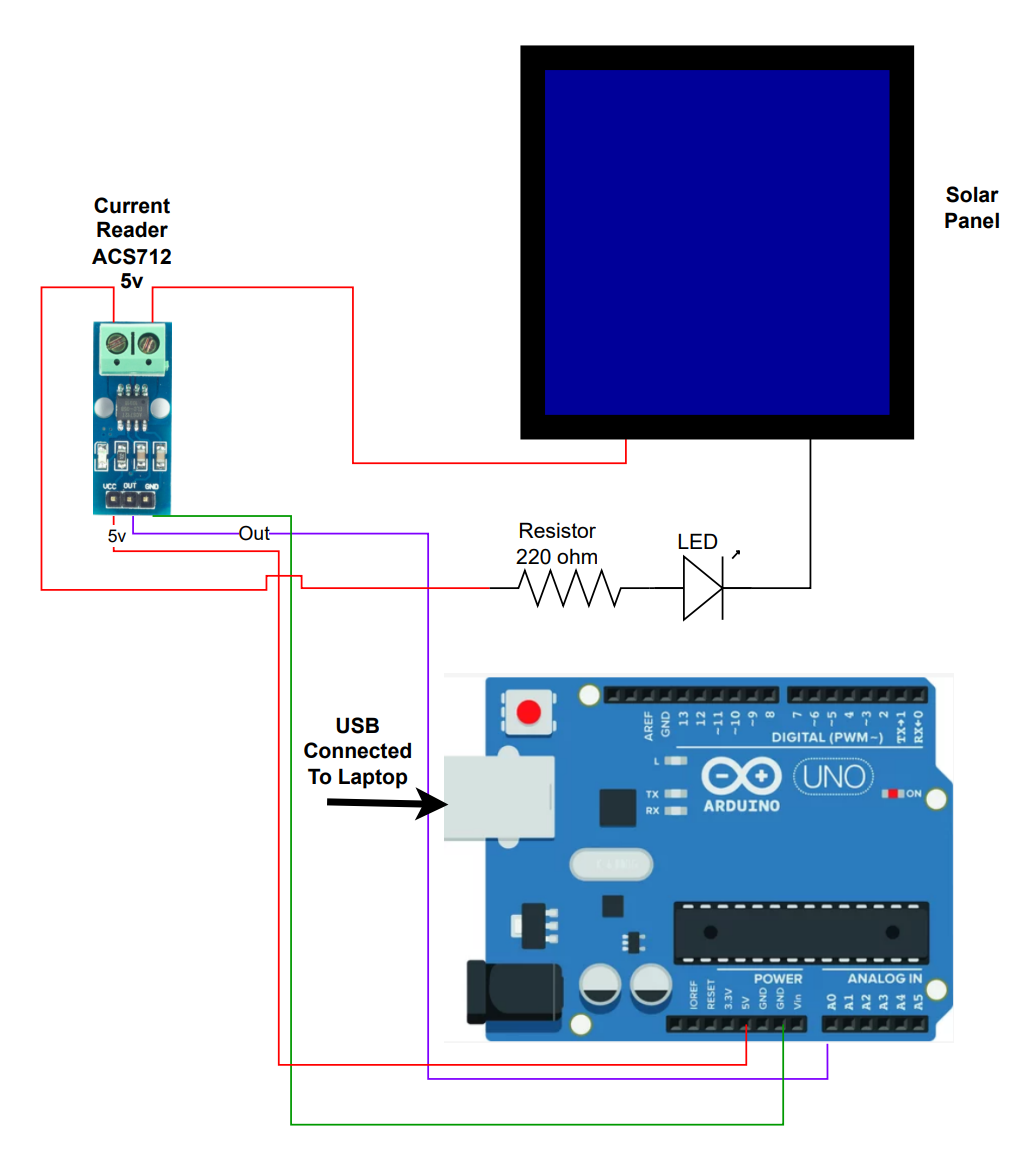 Solar
Panel
Current
Reader
ACS712
5v
VCC OUT GND
5v
Out
Resistor
220 ohm
LED
USB
Connected
To Laptop
AREF
GND
13
12
~11
~10
~9
8
7
~6
~5
4
~3
2
TX→1
RX←0
DIGITAL (PWM~)
L
TX
RX
ARDUINO
UNO
ON
POWER
ANALOG IN
IOREF
RESET
3.3V
5V
GND
GND
Vin
A0
A1
A2
A3
A4
A5